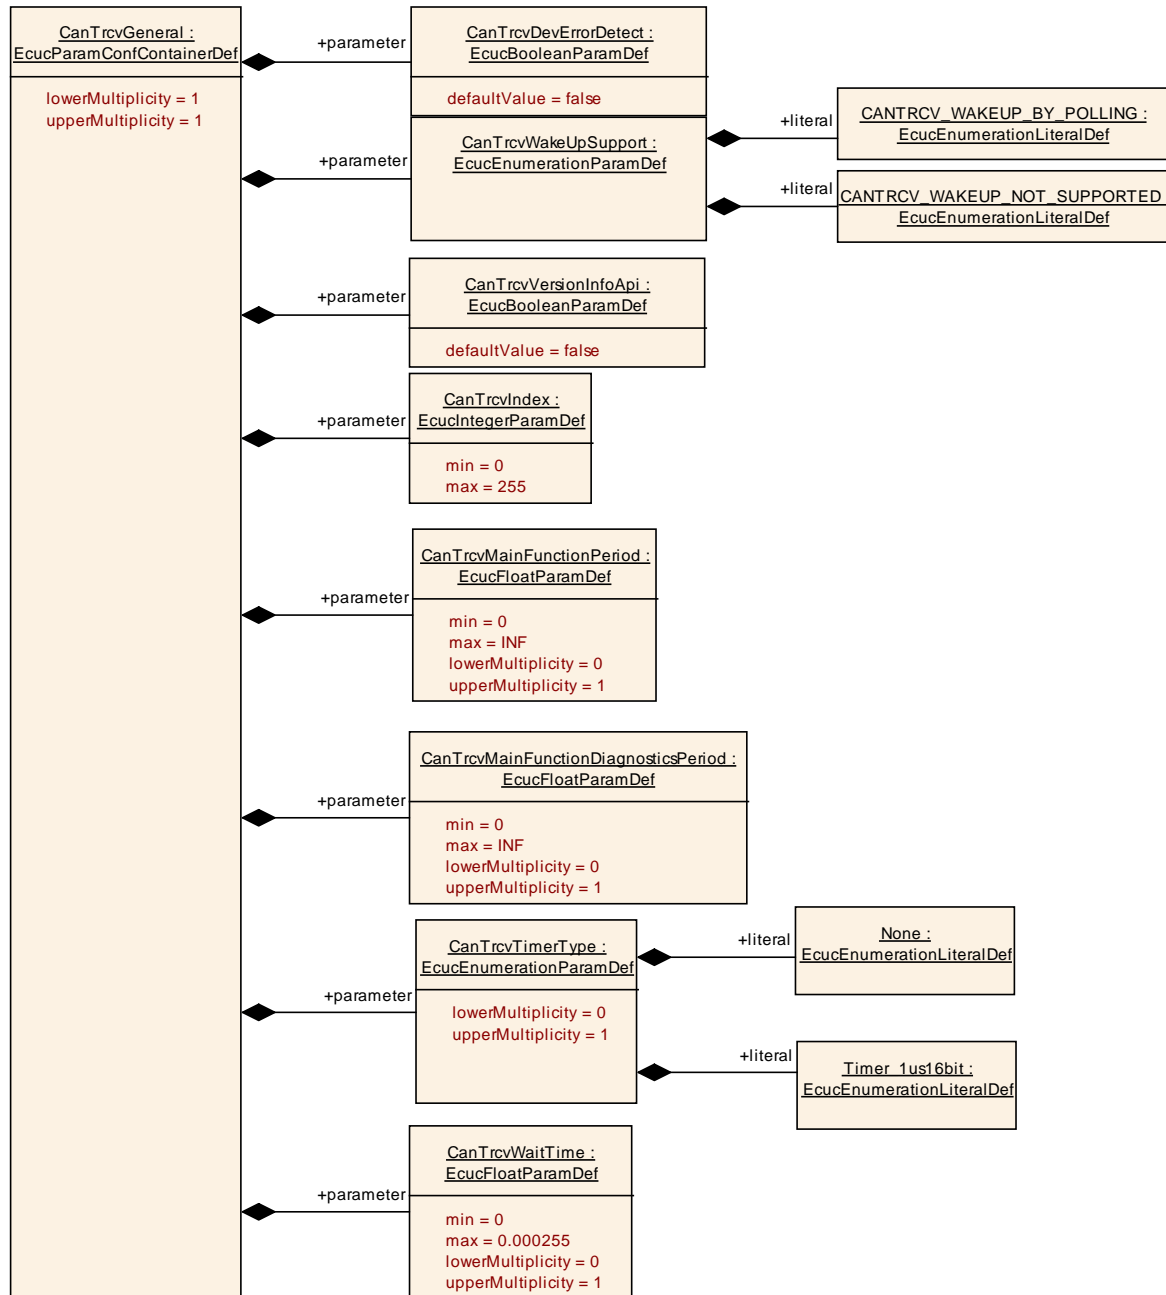 CanTrcvGeneral :
EcucParamConfContainerDef
lowerMultiplicity = 1
upperMultiplicity = 1
+parameter
CanTrcvDevErrorDetect :
EcucBooleanParamDef
defaultValue = false
+parameter
CanTrcvWakeUpSupport :
EcucEnumerationParamDef
+literal
CANTRCV_WAKEUP_BY_POLLING :
EcucEnumerationLiteralDef
+literal
CANTRCV_WAKEUP_NOT_SUPPORTED
EcucEnumerationLiteralDef
+parameter
CanTrcvVersionInfoApi :
EcucBooleanParamDef
defaultValue = false
+parameter
CanTrcvIndex :
EcucIntegerParamDef
min = 0
max = 255
+parameter
CanTrcvMainFunctionPeriod :
EcucFloatParamDef
min = 0
max = INF
lowerMultiplicity = 0
upperMultiplicity = 1
+parameter
CanTrcvMainFunctionDiagnosticsPeriod :
EcucFloatParamDef
min = 0
max = INF
lowerMultiplicity = 0
upperMultiplicity = 1
+parameter
CanTrcvTimerType :
EcucEnumerationParamDef
lowerMultiplicity = 0
upperMultiplicity = 1
+literal
None :
EcucEnumerationLiteralDef
+literal
Timer_1us16bit :
EcucEnumerationLiteralDef
+parameter
CanTrcvWaitTime :
EcucFloatParamDef
min = 0
max = 0.000255
lowerMultiplicity = 0
upperMultiplicity = 1